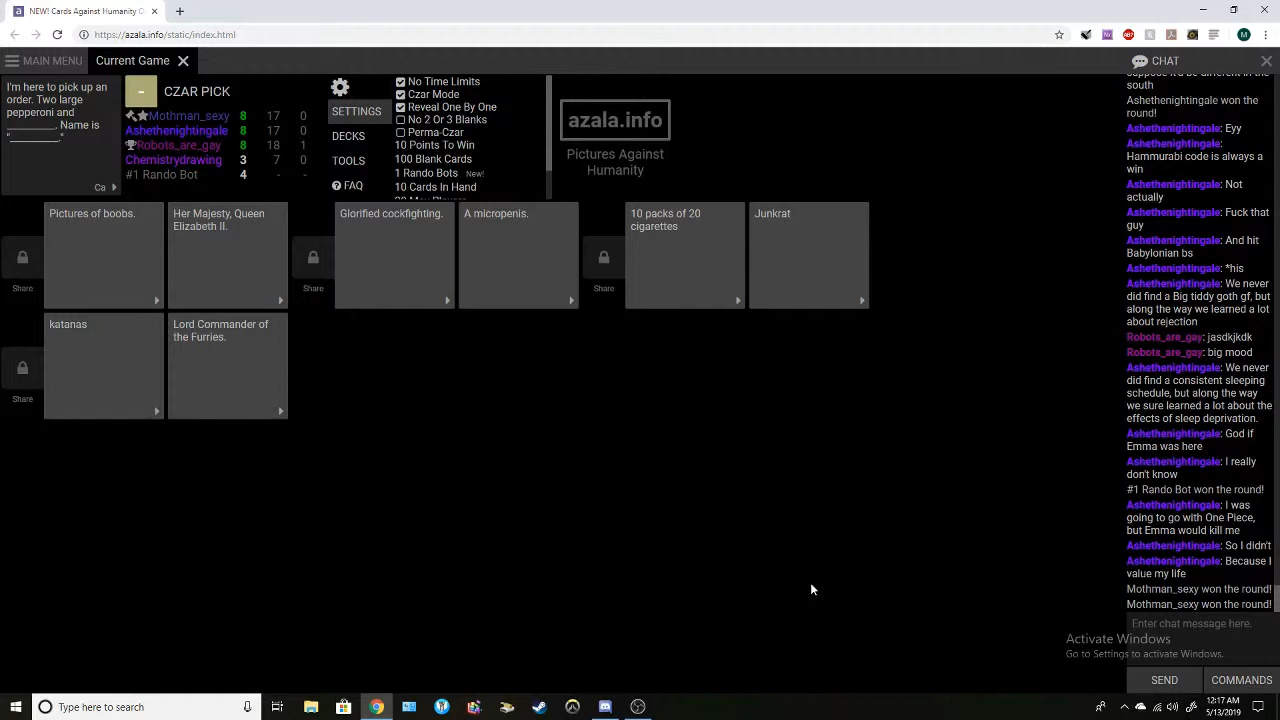 NEW! Cards Against Humanity O
https://azala.info/static/index.html
MAIN MENU
Current Game
CHAT
I'm here to pick up an
order. Two large
pepperoni and
__________. Name is
"__________."
Ca
-
CZAR PICK
Mothman_sexy 8 17 0
Ashethenightingale 8 17 0
Robots_are_gay 8 18 1
Chemistrydrawing 3 7 0
#1 Rando Bot 4 - -
SETTINGS
DECKS
TOOLS
FAQ
No Time Limits
Czar Mode
Reveal One By One
No 2 Or 3 Blanks
Perma-Czar
10 Points To Win
100 Blank Cards
1 Rando Bots New!
10 Cards In Hand
azala.info
Pictures Against
Humanity
Share
Pictures of boobs.
Her Majesty, Queen
Elizabeth II.
Share
Glorified cockfighting.
A micropenis.
Share
10 packs of 20
cigarettes
Junkrat
Share
katanas
Lord Commander of
the Furries.
south
Ashethenightingale won the
round!
Ashethenightingale: Eyy
Ashethenightingale:
Hammurabi code is always a
win
Ashethenightingale: Not
actually
Ashethenightingale: Fuck that
guy
Ashethenightingale: And hit
Babylonian bs
Ashethenightingale: *his
Ashethenightingale: We never
did find a Big tiddy goth gf, but
along the way we learned a lot
about rejection
Robots_are_gay: jasdkjkdk
Robots_are_gay: big mood
Ashethenightingale: We never
did find a consistent sleeping
schedule, but along the way
we sure learned a lot about the
effects of sleep deprivation.
Ashethenightingale: God if
Emma was here
Ashethenightingale: I really
don't know
#1 Rando Bot won the round!
Ashethenightingale: I was
going to go with One Piece,
but Emma would kill me
Ashethenightingale: So I didn't
Ashethenightingale: Because I
value my life
Mothman_sexy won the round!
Mothman_sexy won the round!
Enter chat message here.
Activate Windows
Go to Settings to activate Windows.
SEND
COMMANDS
Type here to search
12:17 AM
5/13/2019